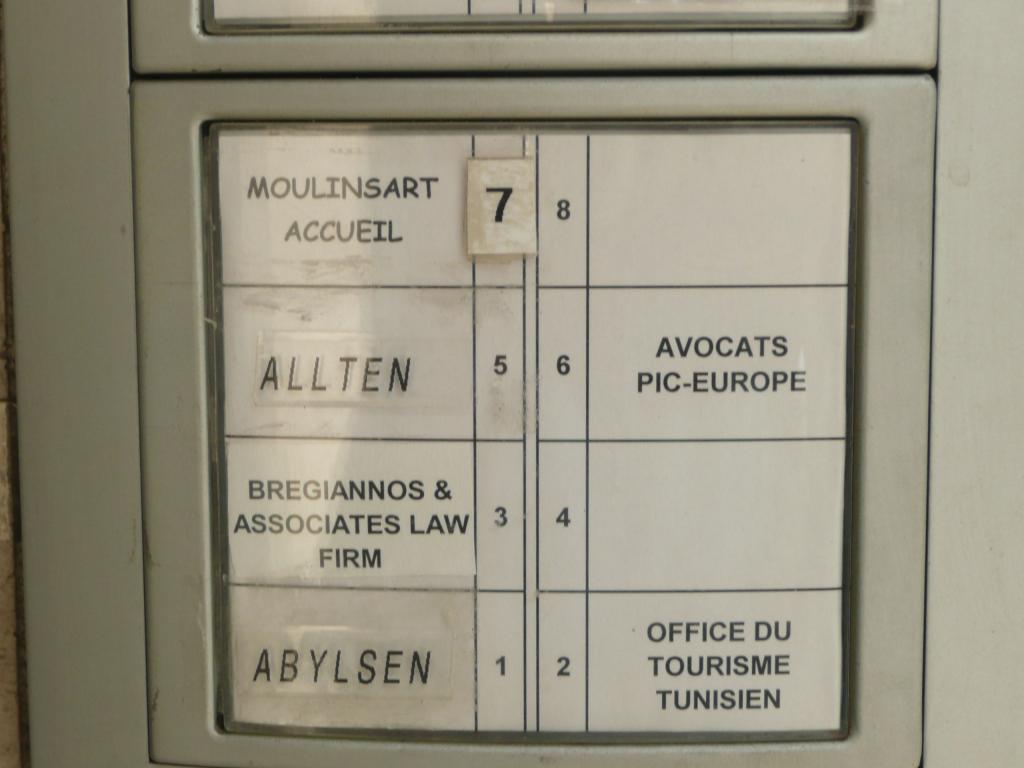 MOULINSART
ACCUEIL
7
8
ALLTEN
5
6
AVOCATS
PIC-EUROPE
BREGIANNOS &
ASSOCIATES LAW
FIRM
3
4
ABYLSEN
1
2
OFFICE DU
TOURISME
TUNISIEN